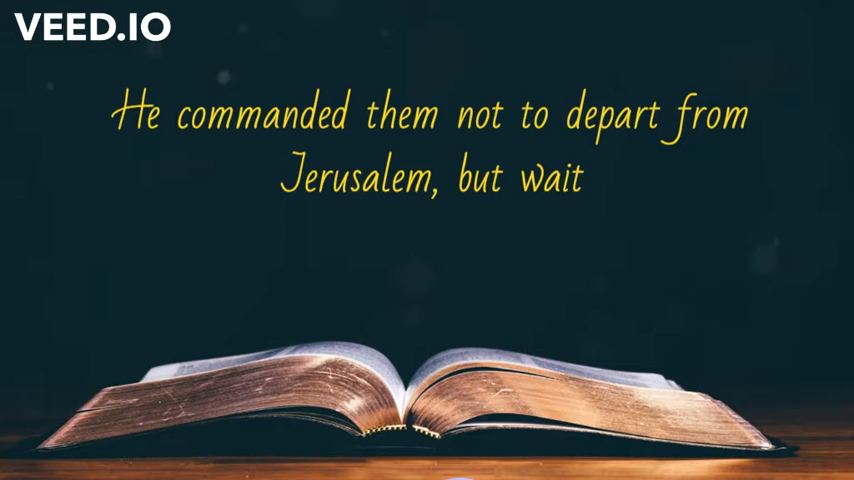 VEED.IO
He commanded them not to depart from
Jerusalem, but wait